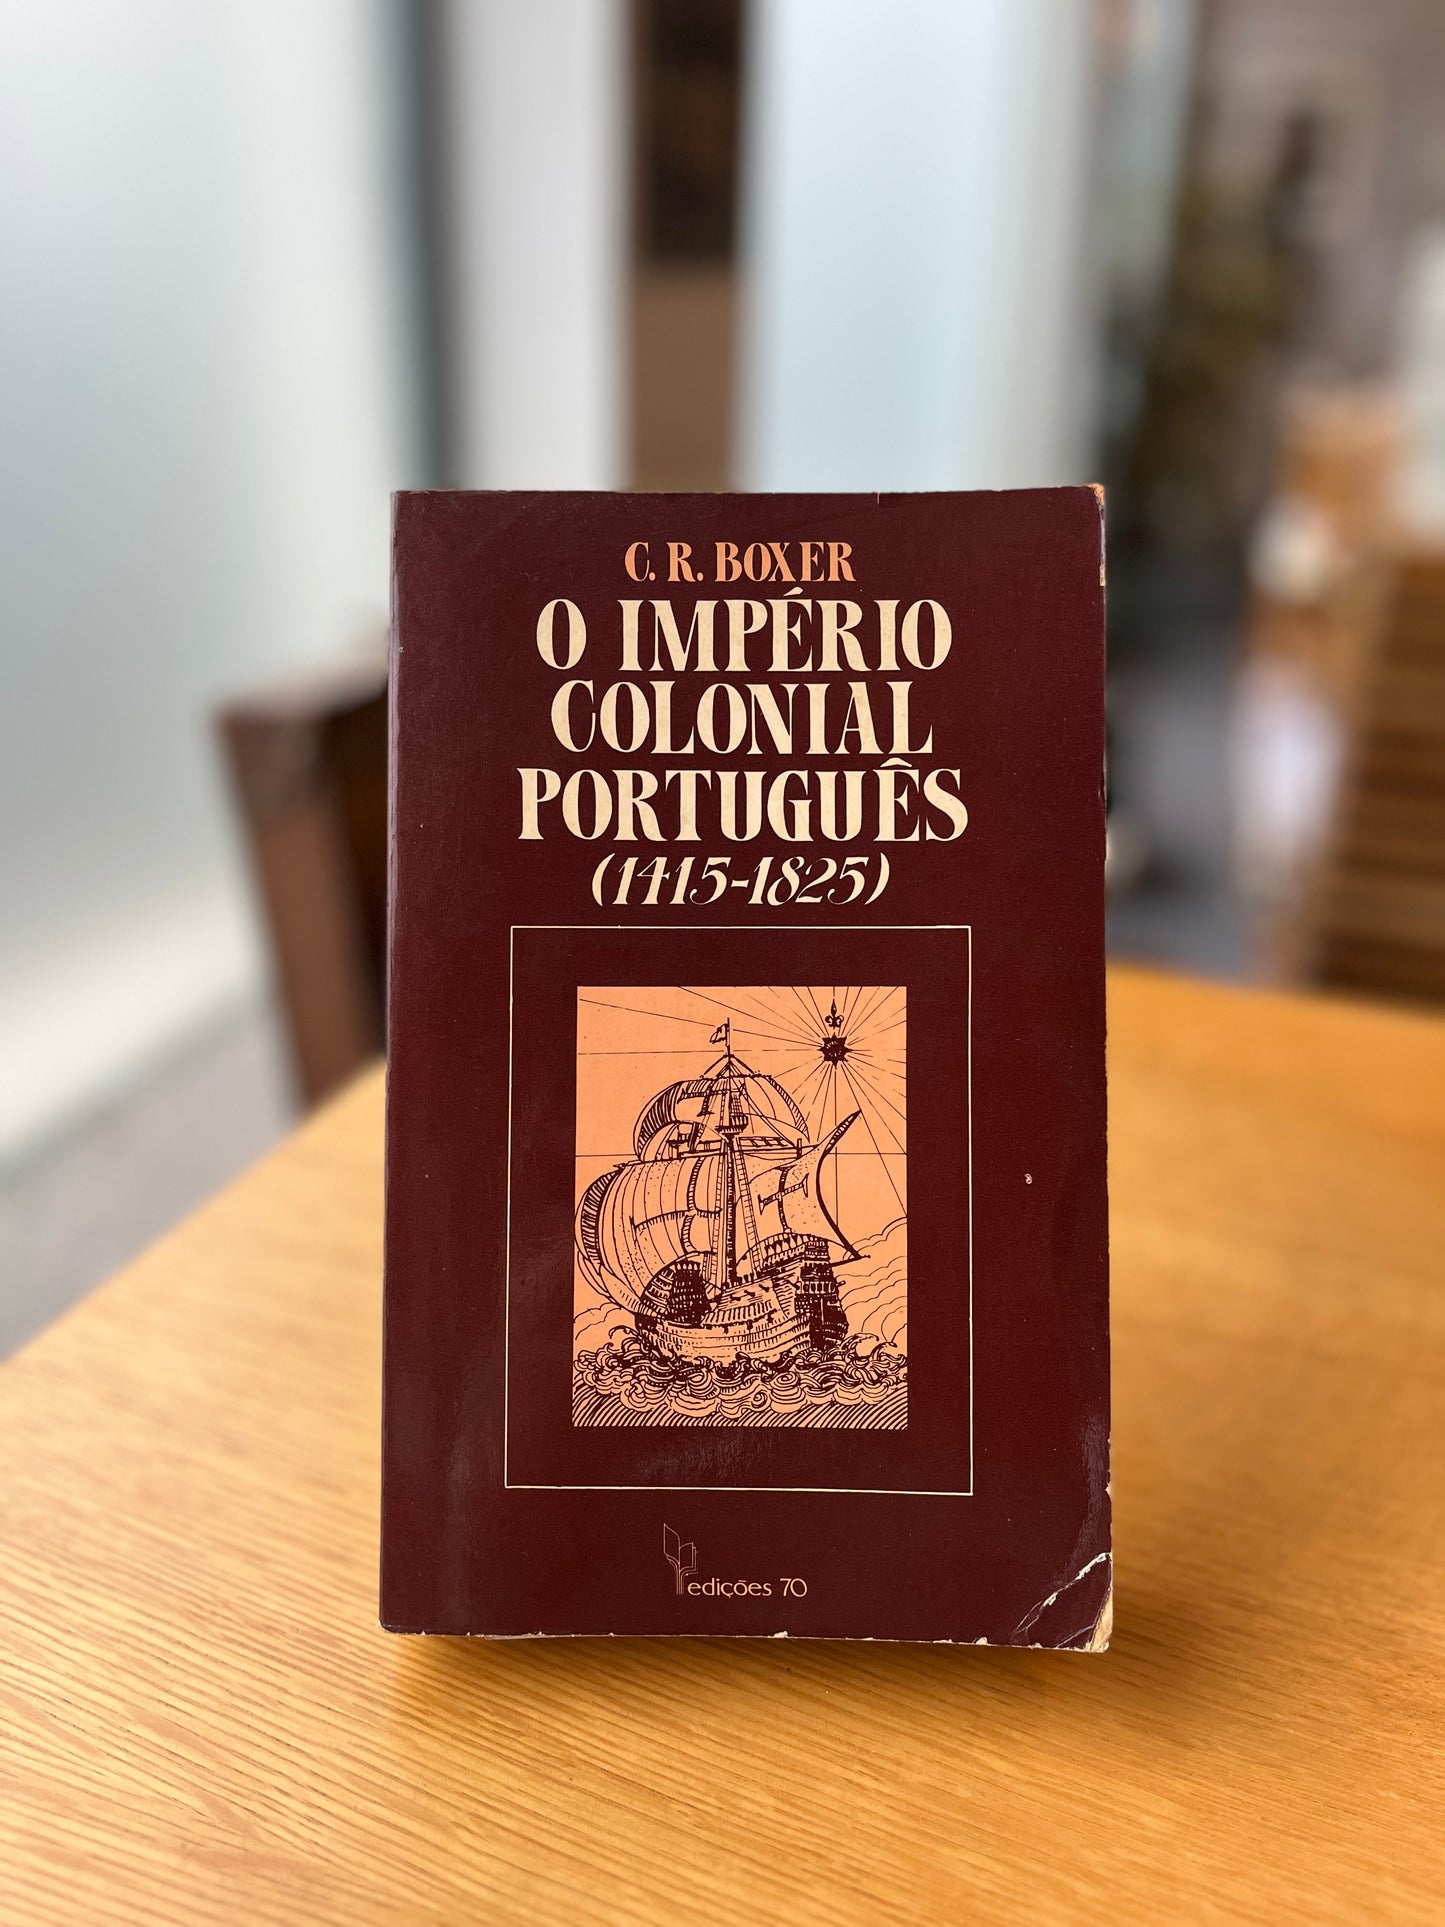 C. R. BOXER
O IMPÉRIO
COLONIAL
PORTUGUÊS
(1415-1825)
edições 70